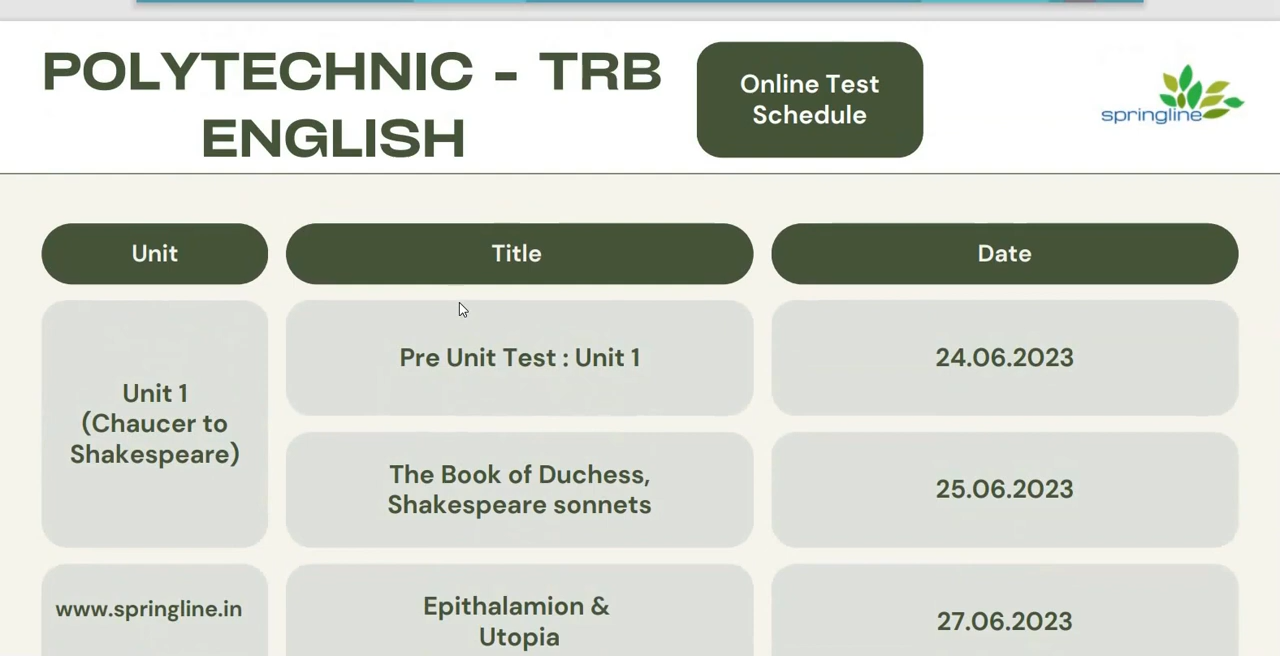 POLYTECHNIC - TRB
ENGLISH
Online Test
Schedule
springline
Unit
Title
Date
Unit 1
(Chaucer to
Shakespeare)
Pre Unit Test : Unit 1
24.06.2023
The Book of Duchess,
Shakespeare sonnets
25.06.2023
www.springline.in
Epithalamion &
Utopia
27.06.2023